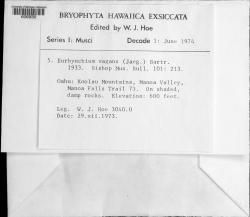 BRYOPHYTA HAWAIICA EXSICCATA
Edited by W. J. Hoe
Series I: Musci Decade 1: June 1974
5. Eurhynchium vagans (Jaeg.) Bartr.
1933. Bishop Mus. Bull. 101: 213.
Oahu: Koolau Mountains, Manoa Valley,
Manoa Falls Trail 73. On shaded,
damp rocks. Elevation: 600 feet.
Leg. W. J. Hoe 3040.0
Date: 29.xii.1973.